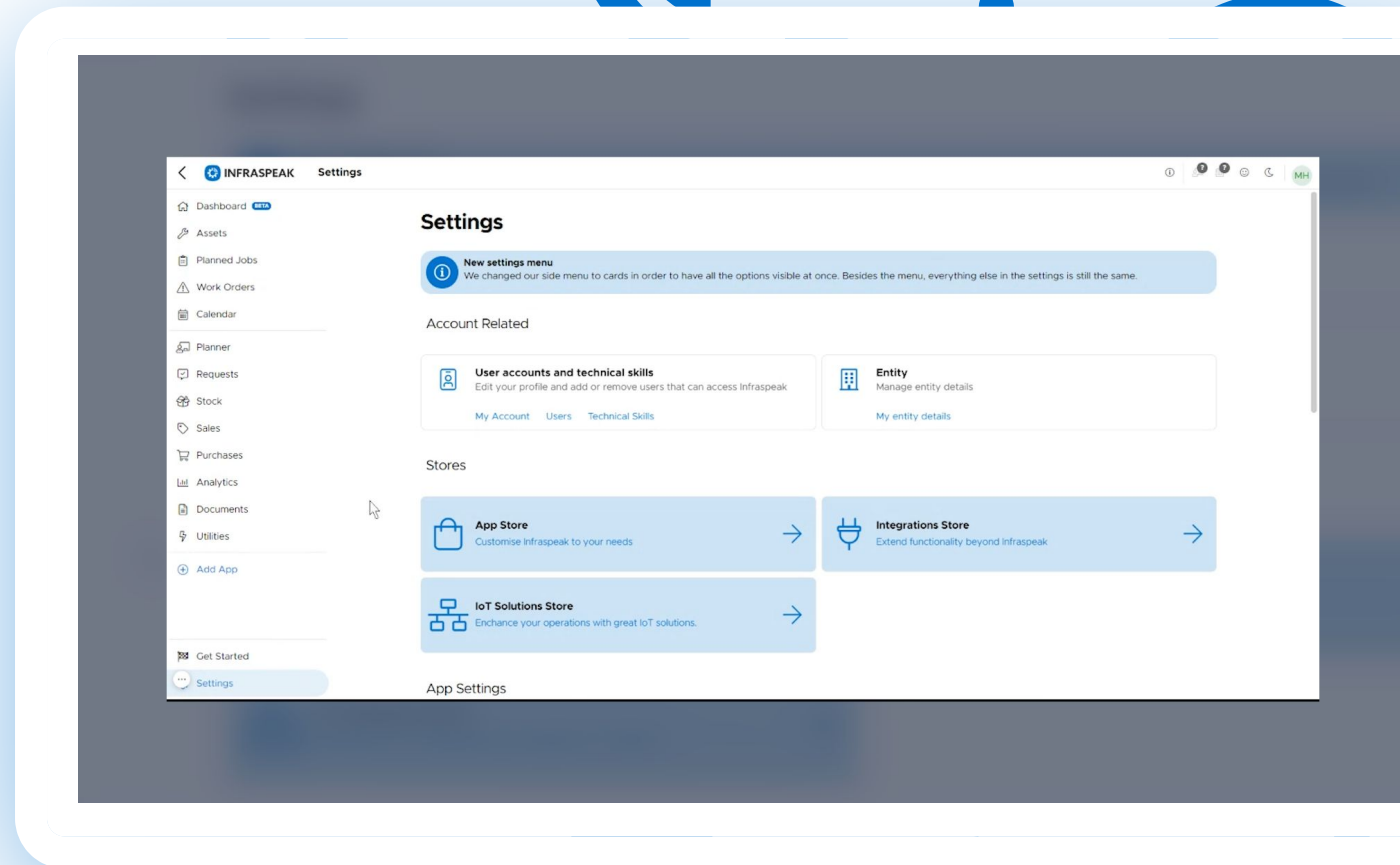 INFRASPEAK Settings
? ?
MH
Dashboard BETA
Assets
Planned Jobs
Work Orders
Calendar
Planner
Requests
Stock
Sales
Purchases
Analytics
Documents
Utilities
Add App
Get Started
Settings
Settings
New settings menu
We changed our side menu to cards in order to have all the options visible at once. Besides the menu, everything else in the settings is still the same.
Account Related
User accounts and technical skills
Edit your profile and add or remove users that can access Infraspeak
My Account Users Technical Skills
Entity
Manage entity details
My entity details
Stores
App Store
Customise Infraspeak to your needs
Integrations Store
Extend functionality beyond Infraspeak
IoT Solutions Store
Enchance your operations with great IoT solutions.
App Settings